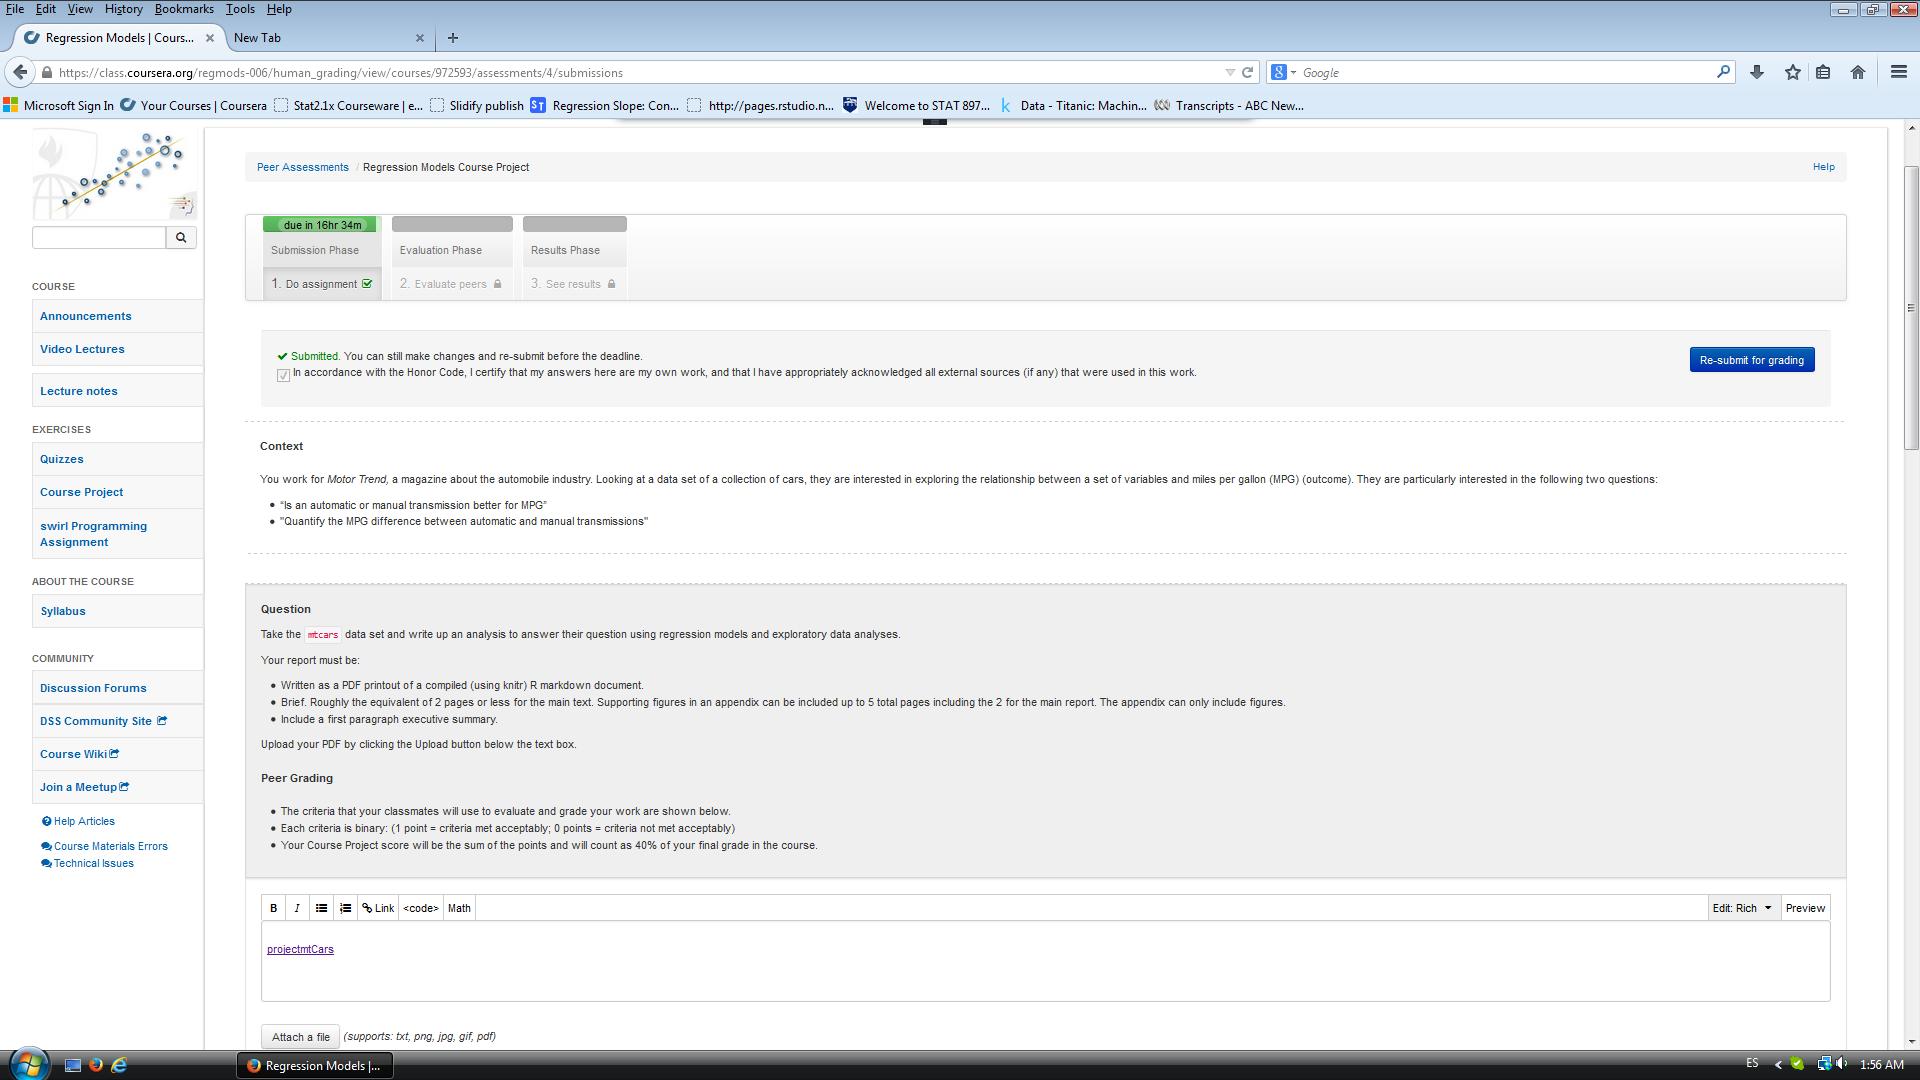 File Edit View History Bookmarks Tools Help
Regression Models | Cours...
New Tab
https://class.coursera.org/regmods-006/human_grading/view/courses/972593/assessments/4/submissions
Google
Microsoft Sign In Your Courses | Coursera Stat2.1x Courseware | e... Slidify publish Regression Slope: Con... http://pages.rstudio.n... Welcome to STAT 897... Data - Titanic: Machin... Transcripts - ABC New...
Peer Assessments / Regression Models Course Project
Help
due in 16hr 34m
Submission Phase Evaluation Phase Results Phase
1. Do assignment 2. Evaluate peers 3. See results
COURSE
Announcements
Video Lectures
Lecture notes
EXERCISES
Quizzes
Course Project
swirl Programming
Assignment
ABOUT THE COURSE
Syllabus
COMMUNITY
Discussion Forums
DSS Community Site
Course Wiki
Join a Meetup
Help Articles
Course Materials Errors
Technical Issues
Submitted. You can still make changes and re-submit before the deadline.
In accordance with the Honor Code, I certify that my answers here are my own work, and that I have appropriately acknowledged all external sources (if any) that were used in this work.
Re-submit for grading
Context
You work for Motor Trend, a magazine about the automobile industry. Looking at a data set of a collection of cars, they are interested in exploring the relationship between a set of variables and miles per gallon (MPG) (outcome). They are particularly interested in the following two questions:
• “Is an automatic or manual transmission better for MPG”
• "Quantify the MPG difference between automatic and manual transmissions"
Question
Take the mtcars data set and write up an analysis to answer their question using regression models and exploratory data analyses.
Your report must be:
• Written as a PDF printout of a compiled (using knitr) R markdown document.
• Brief. Roughly the equivalent of 2 pages or less for the main text. Supporting figures in an appendix can be included up to 5 total pages including the 2 for the main report. The appendix can only include figures.
• Include a first paragraph executive summary.
Upload your PDF by clicking the Upload button below the text box.
Peer Grading
• The criteria that your classmates will use to evaluate and grade your work are shown below.
• Each criteria is binary: (1 point = criteria met acceptably; 0 points = criteria not met acceptably)
• Your Course Project score will be the sum of the points and will count as 40% of your final grade in the course.
B I Link <code> Math
Edit: Rich Preview
projectmtCars
Attach a file (supports: txt, png, jpg, gif, pdf)
Regression Models |...
ES
1:56 AM